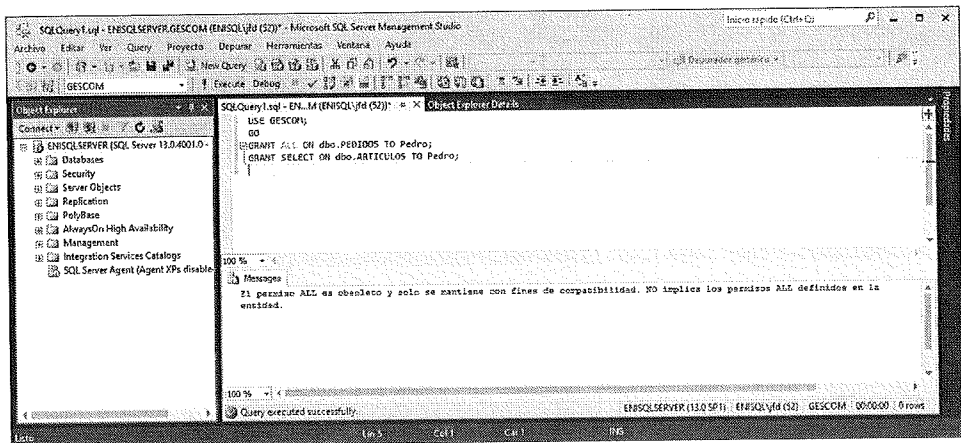 SQLQuery1.sql - ENISQLSERVER.GESCOM (ENISQL\jfd (52))* - Microsoft SQL Server Management Studio
Inicio rápido (Ctrl+Q)
Archivo Editar Ver Query Proyecto Depurar Herramientas Ventana Ayuda
New Query
Depurador genérico
GESCOM
Execute Debug
Object Explorer
SQLQuery1.sql - EN...M (ENISQL\jfd (52))*
Object Explorer Details
Propiedades
Connect
ENISQLSERVER (SQL Server 13.0.4001.0 -
Databases
Security
Server Objects
Replication
PolyBase
AlwaysOn High Availability
Management
Integration Services Catalogs
SQL Server Agent (Agent XPs disable
USE GESCOM;
GO
GRANT ALL ON dbo.PEDIDOS TO Pedro;
GRANT SELECT ON dbo.ARTICULOS TO Pedro;
100 %
Messages
El permiso ALL es obsoleto y solo se mantiene con fines de compatibilidad. NO implica los permisos ALL definidos en la
entidad.
100 %
Query executed successfully.
ENISQLSERVER (13.0 SP1)
ENISQL\jfd (52)
GESCOM
00:00:00
0 rows
Listo
Lín 5
Col 1
Car 1
INS